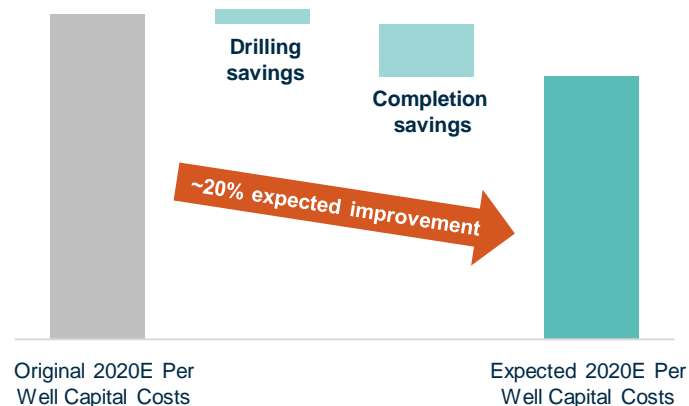 Drilling
savings
Completion
savings
~20% expected improvement
Original 2020E Per
Well Capital Costs
Expected 2020E Per
Well Capital Costs